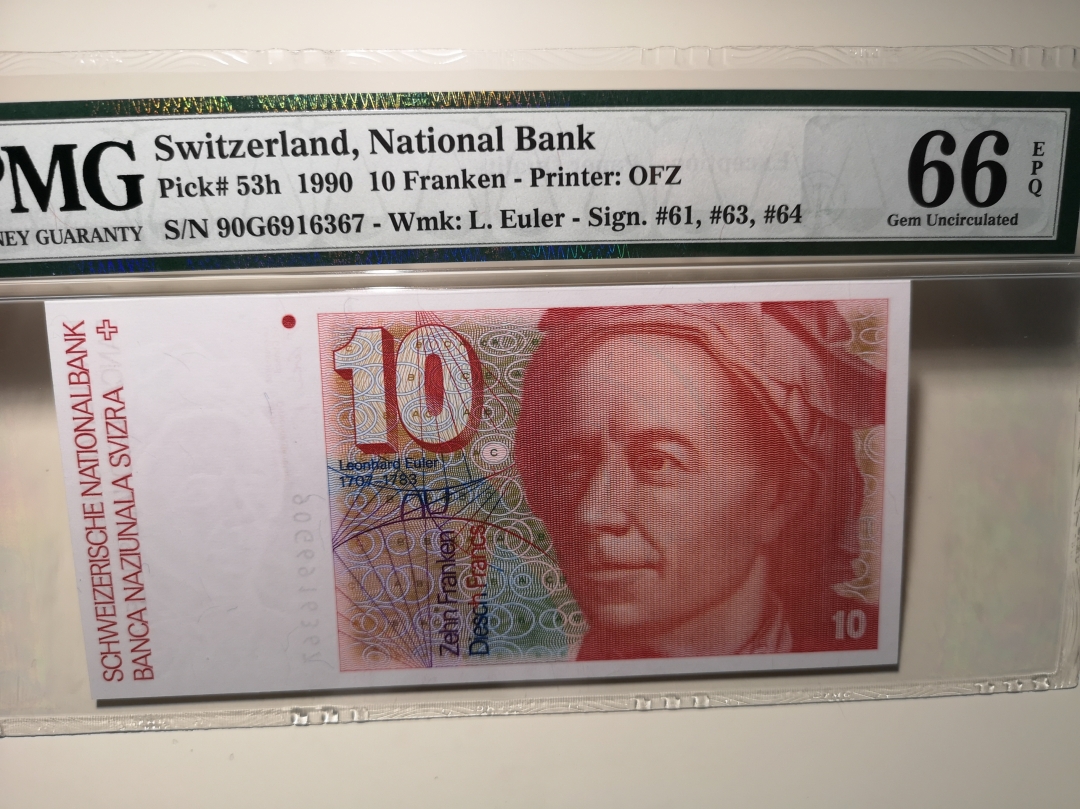 PMG
Switzerland, National Bank
Pick# 53h 1990 10 Franken - Printer: OFZ
S/N 90G6916367 - Wmk: L. Euler - Sign. #61, #63, #64
NEY GUARANTY
66
EPQ
Gem Uncirculated
SCHWEIZERISCHE NATIONALBANK
BANCA NAZIUNALA SVIZRA
10
Leonhard Euler
1707–1783
C
Zehn Franken
Diesch Francs
10